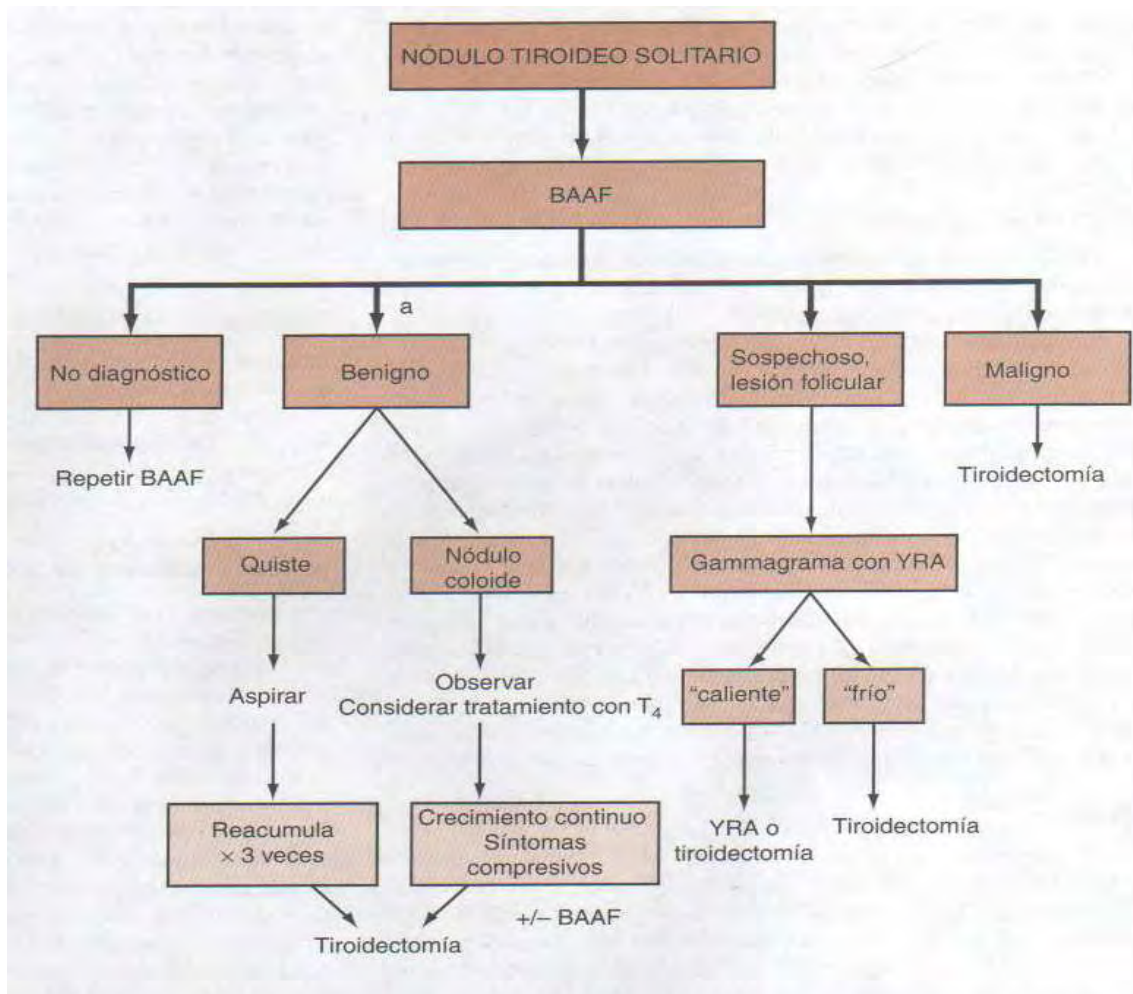 NÓDULO TIROIDEO SOLITARIO
BAAF
a
No diagnóstico
Benigno
Sospechoso,
lesión folicular
Maligno
Repetir BAAF
Tiroidectomía
Quiste
Nódulo
coloide
Gammagrama con YRA
Aspirar
Observar
Considerar tratamiento con T₄
“caliente”
“frío”
Reacumula
× 3 veces
Crecimiento continuo
Síntomas
compresivos
YRA o
tiroidectomía
Tiroidectomía
+/– BAAF
Tiroidectomía